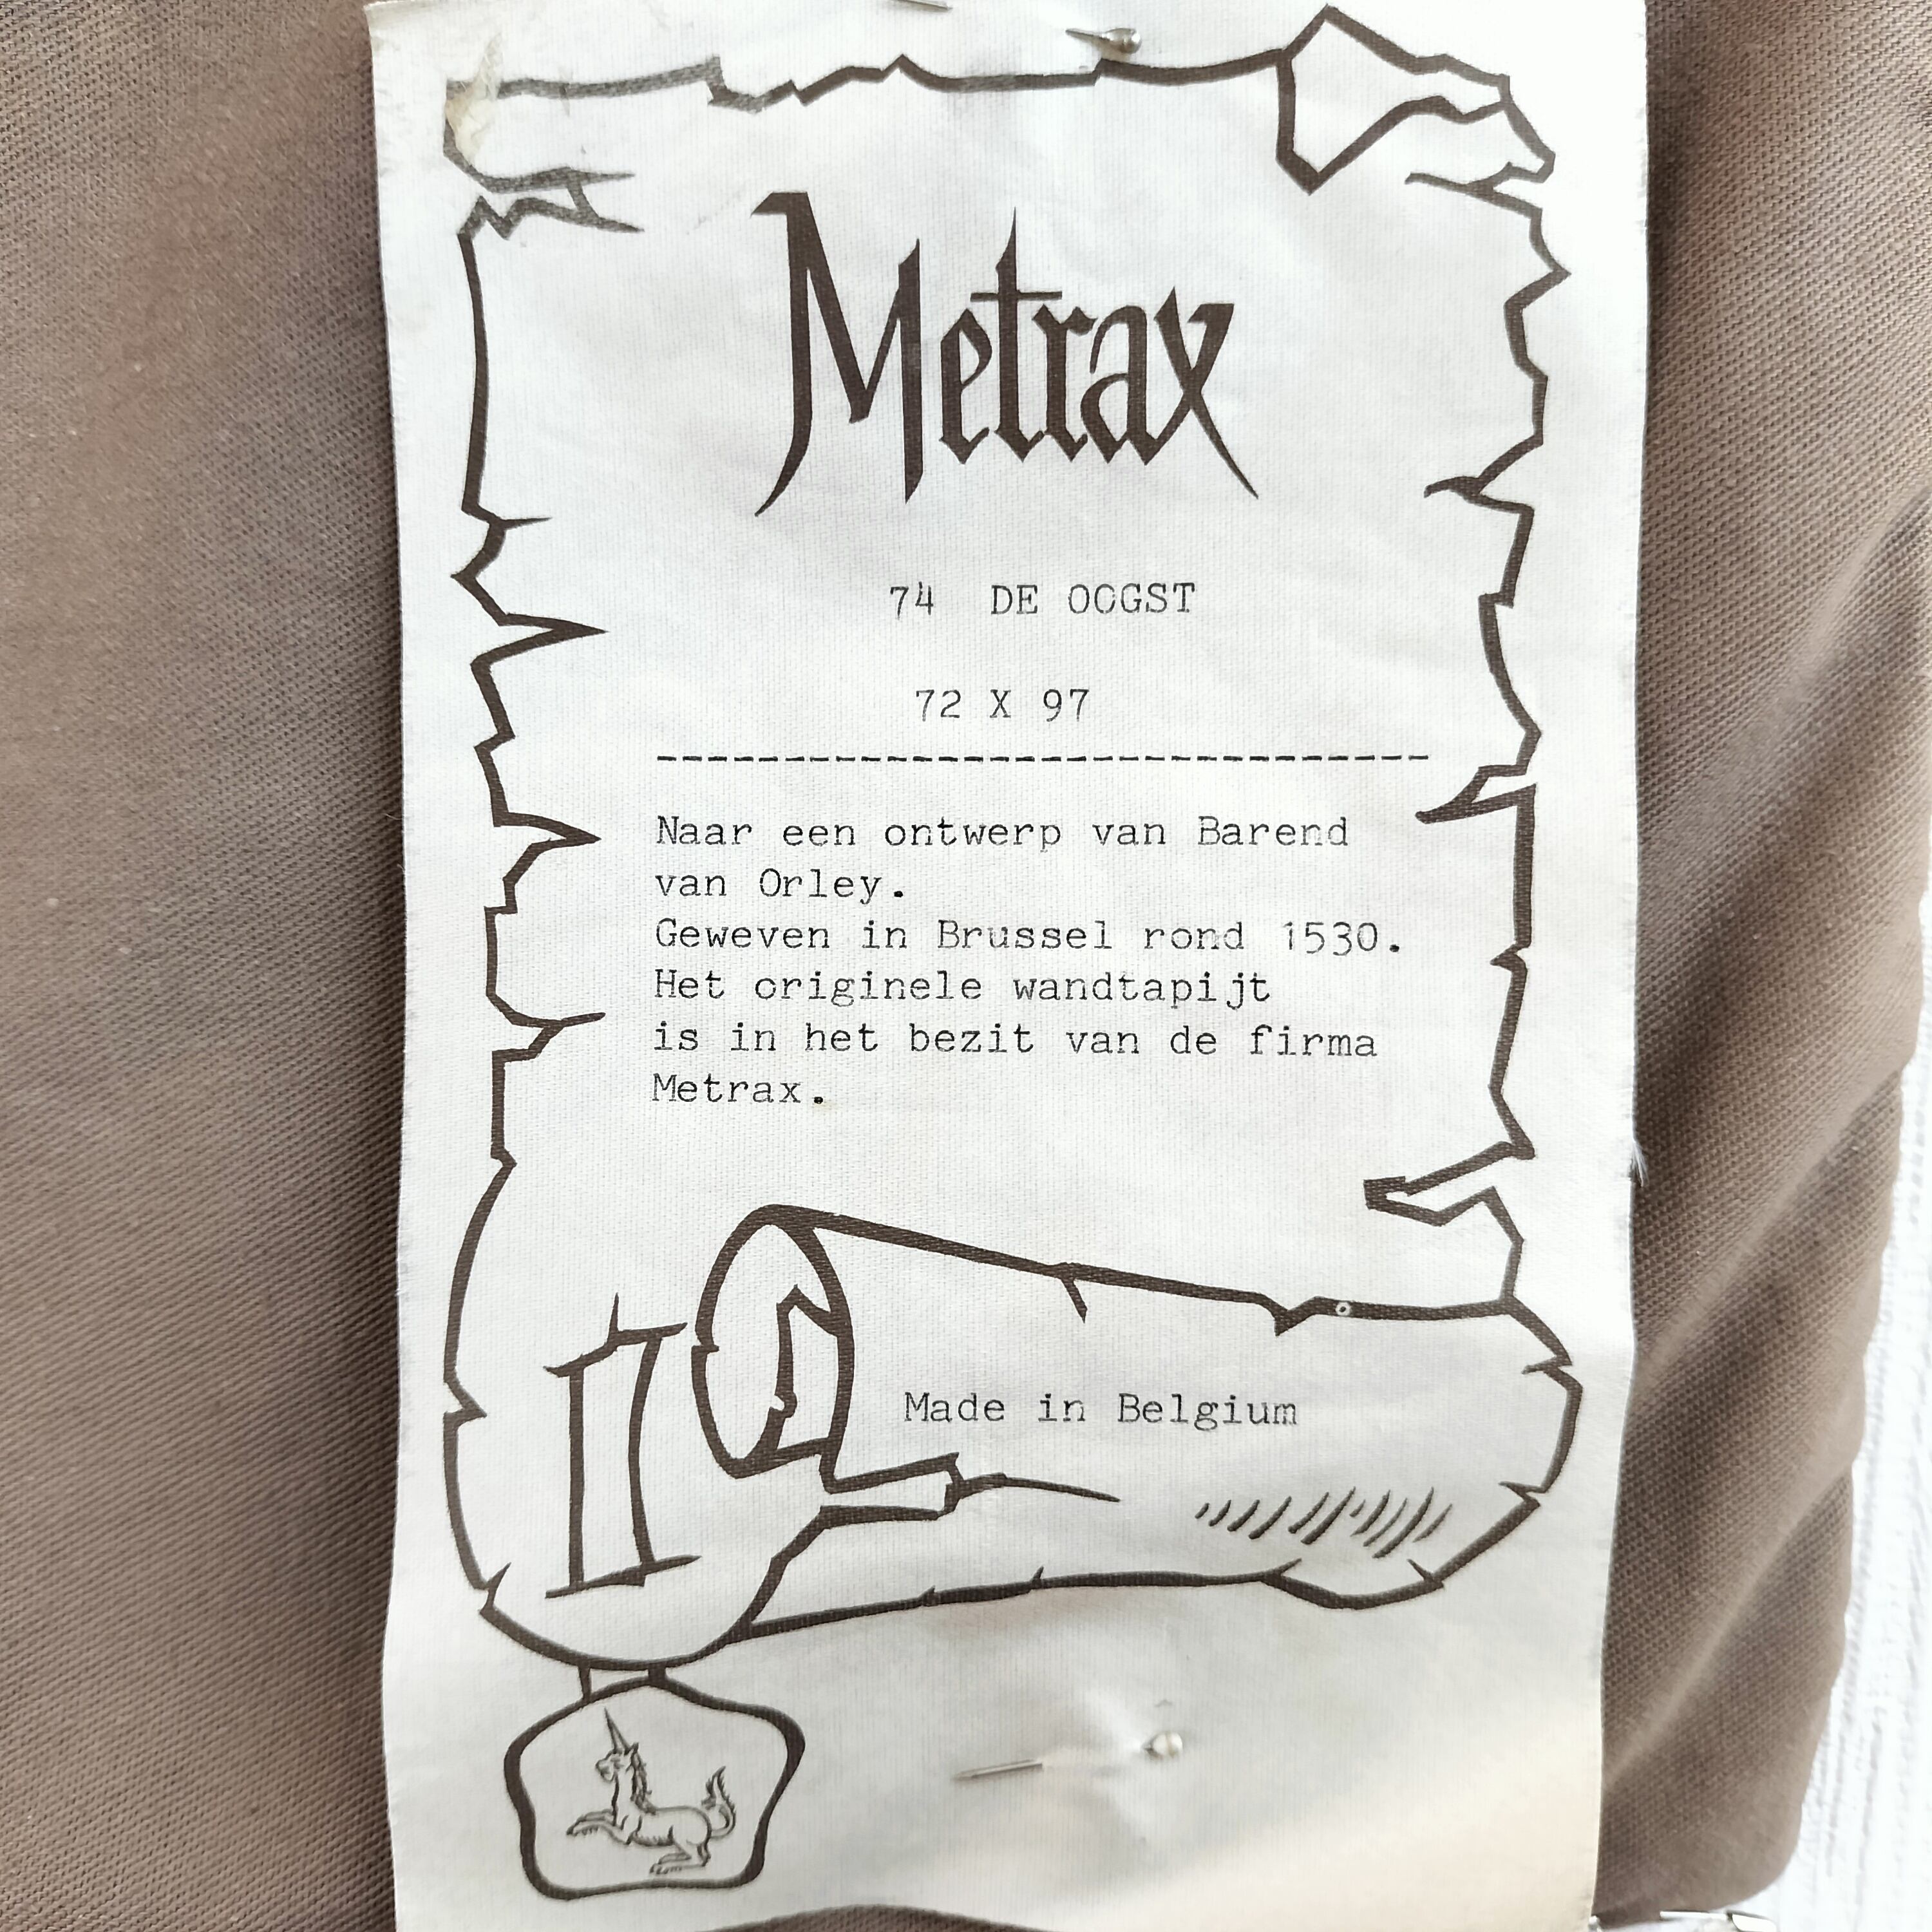 Metrax
74 DE OOGST
72 X 97
-------------------------------
Naar een ontwerp van Barend
van Orley.
Geweven in Brussel rond 1530.
Het originele wandtapijt
is in het bezit van de firma
Metrax.
Made in Belgium